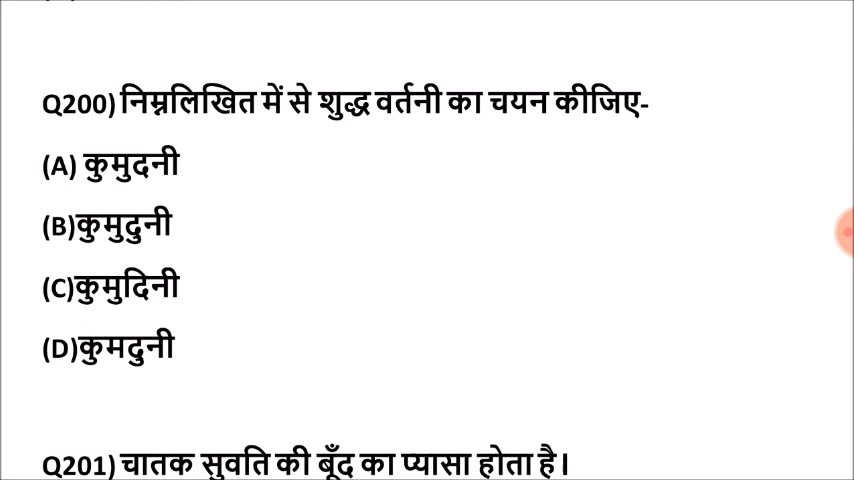 Q200) निम्नलिखित में से शुद्ध वर्तनी का चयन कीजिए-
(A) कुमुदनी
(B)कुमुदुनी
(C)कुमुदिनी
(D)कुमदुनी
Q201) चातक सुवति की बूँद का प्यासा होता है।